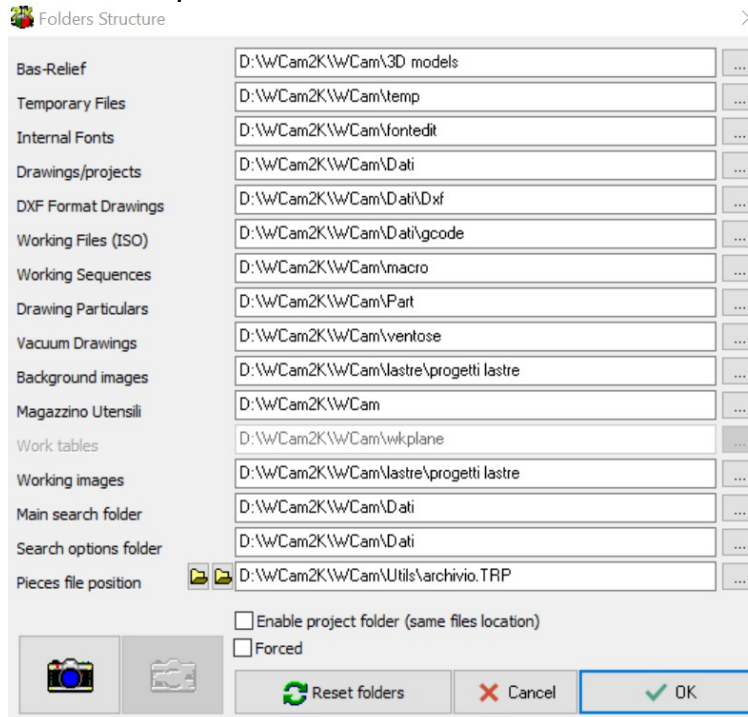 Folders Structure
Bas-Relief D:\WCam2K\WCam\3D models ...
Temporary Files D:\WCam2K\WCam\temp ...
Internal Fonts D:\WCam2K\WCam\fontedit ...
Drawings/projects D:\WCam2K\WCam\Dati ...
DXF Format Drawings D:\WCam2K\WCam\Dati\Dxf ...
Working Files (ISO) D:\WCam2K\WCam\Dati\gcode ...
Working Sequences D:\WCam2K\WCam\macro ...
Drawing Particulars D:\WCam2K\WCam\Part ...
Vacuum Drawings D:\WCam2K\WCam\ventose ...
Background images D:\WCam2K\WCam\lastre\progetti lastre ...
Magazzino Utensili D:\WCam2K\WCam ...
Work tables D:\WCam2K\WCam\wkplane ...
Working images D:\WCam2K\WCam\lastre\progetti lastre ...
Main search folder D:\WCam2K\WCam\Dati ...
Search options folder D:\WCam2K\WCam\Dati ...
Pieces file position D:\WCam2K\WCam\Utils\archivio.TRP ...
Enable project folder (same files location)
Forced
Reset folders Cancel OK